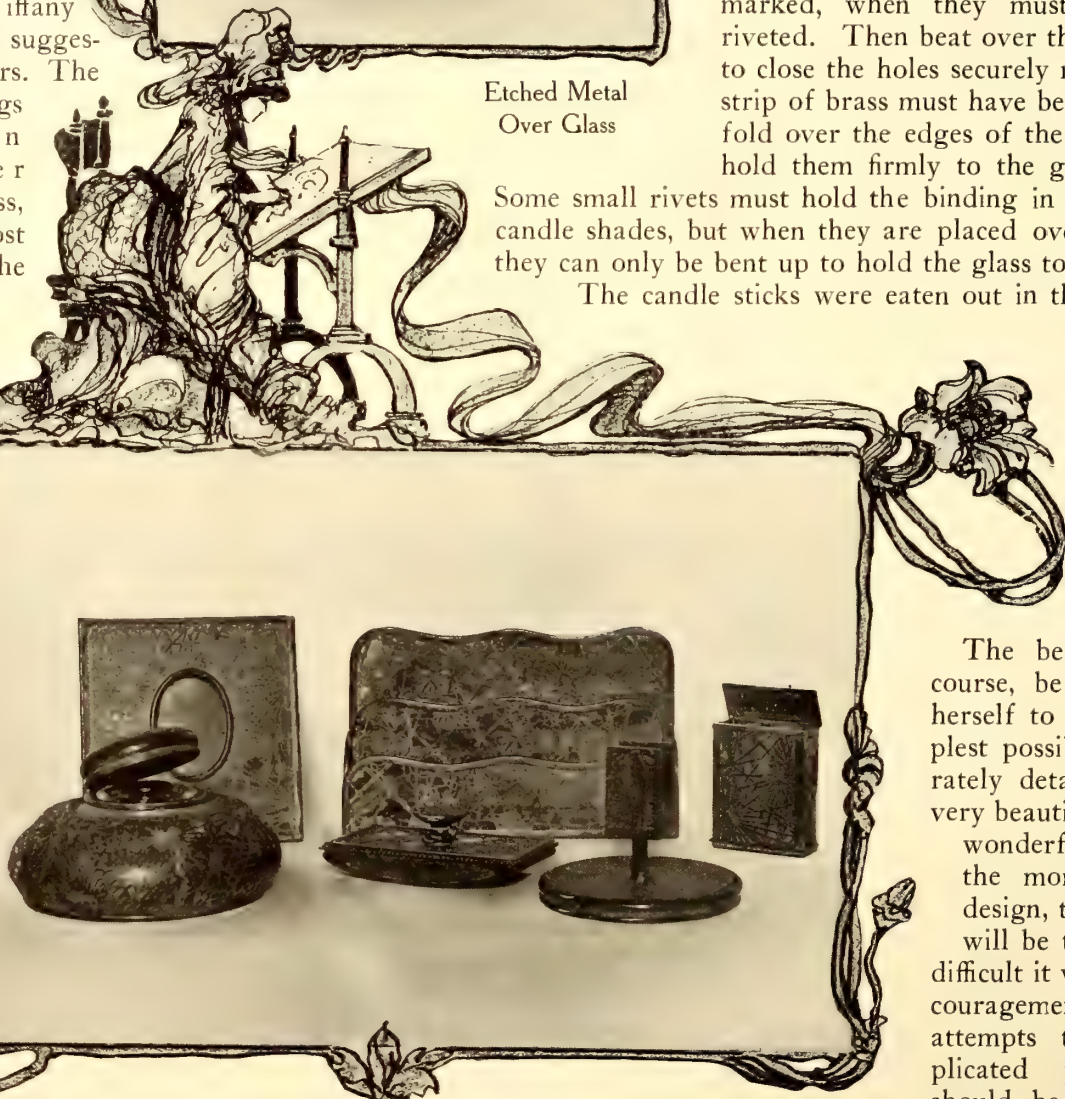 sugges-
rs. The
gs
n
e r
ss,
ost
he
Etched Metal
Over Glass
marked, when they must
riveted. Then beat over th
to close the holes securely
strip of brass must have be
fold over the edges of the
hold them firmly to the g
Some small rivets must hold the binding in
candle shades, but when they are placed ov
they can only be bent up to hold the glass to
The candle sticks were eaten out in th
The be
course, be
herself to
plest possi
rately deta
very beauti
wonderf
the mor
design, t
will be t
difficult it
couragemen
attempts t
plicated
should be